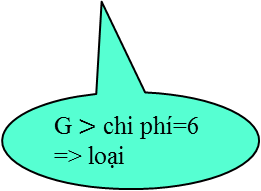 G > chi phí=6
=> loại